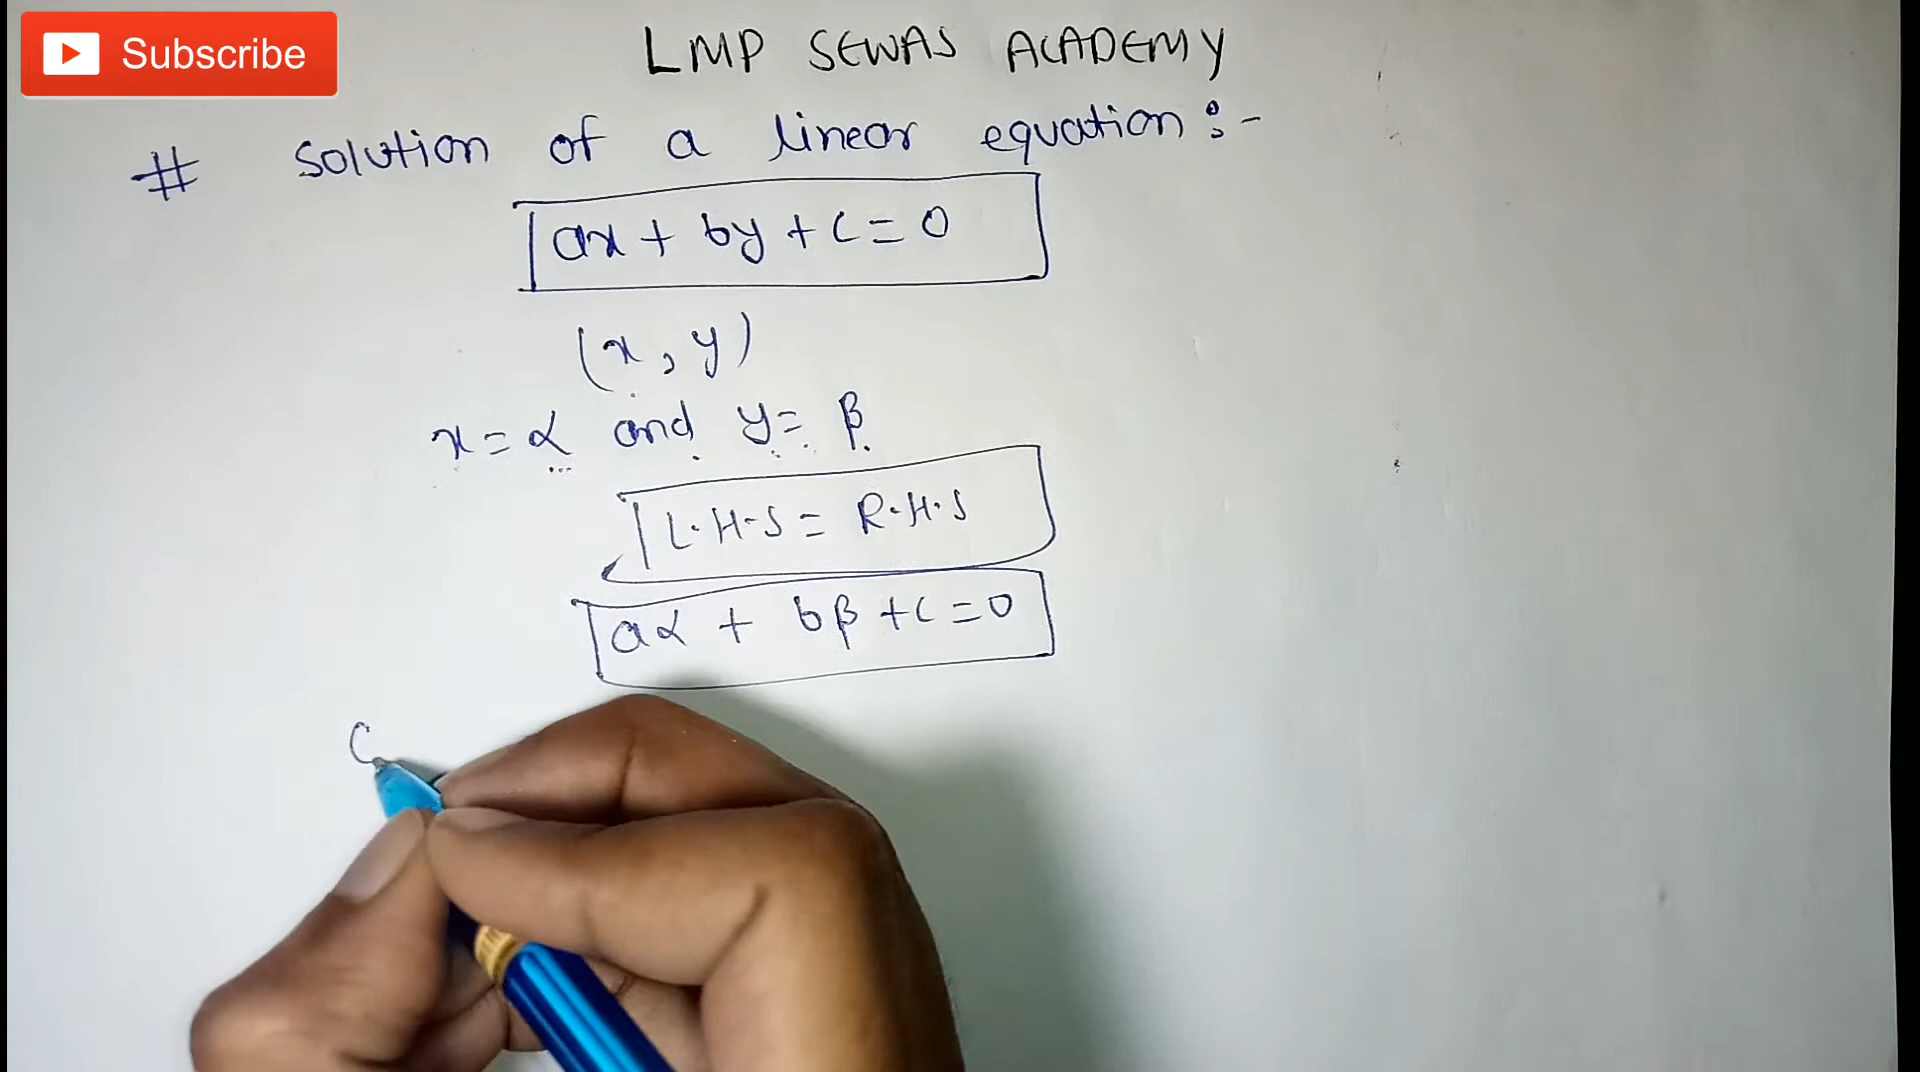 Subscribe
LMP SEWAS ACADEMY
# Solution of a linear equation :-
ax + by + c = 0
(x, y)
x = α and y = β
L.H.S = R.H.S
aα + bβ + c = 0
C